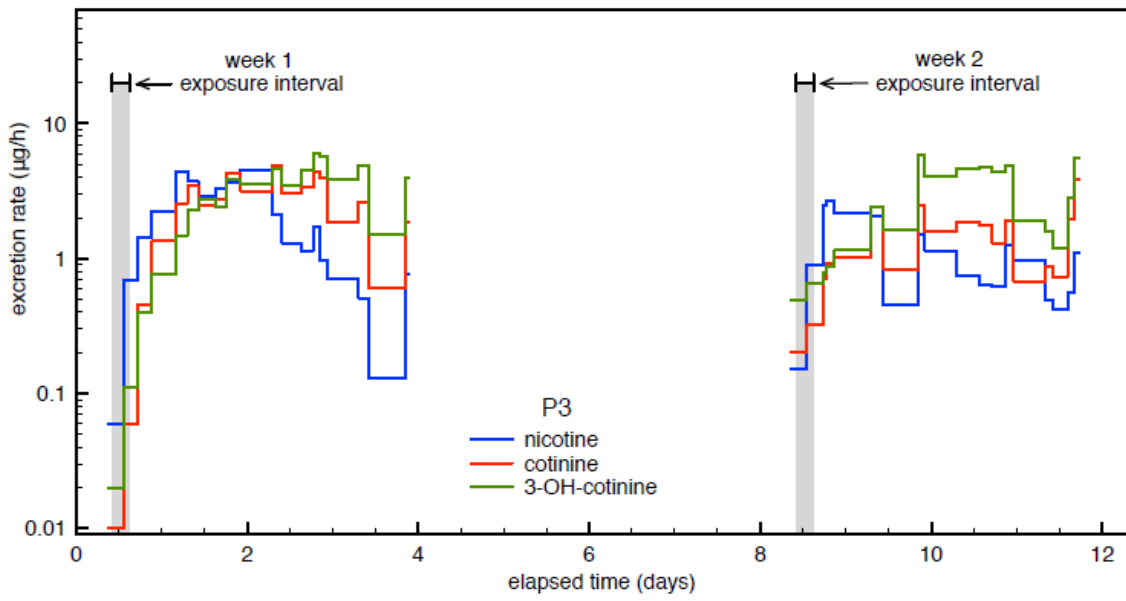 week 1
exposure interval
week 2
exposure interval
10
1
0.1
0.01
excretion rate (μg/h)
P3
nicotine
cotinine
3-OH-cotinine
0 2 4 6 8 10 12
elapsed time (days)